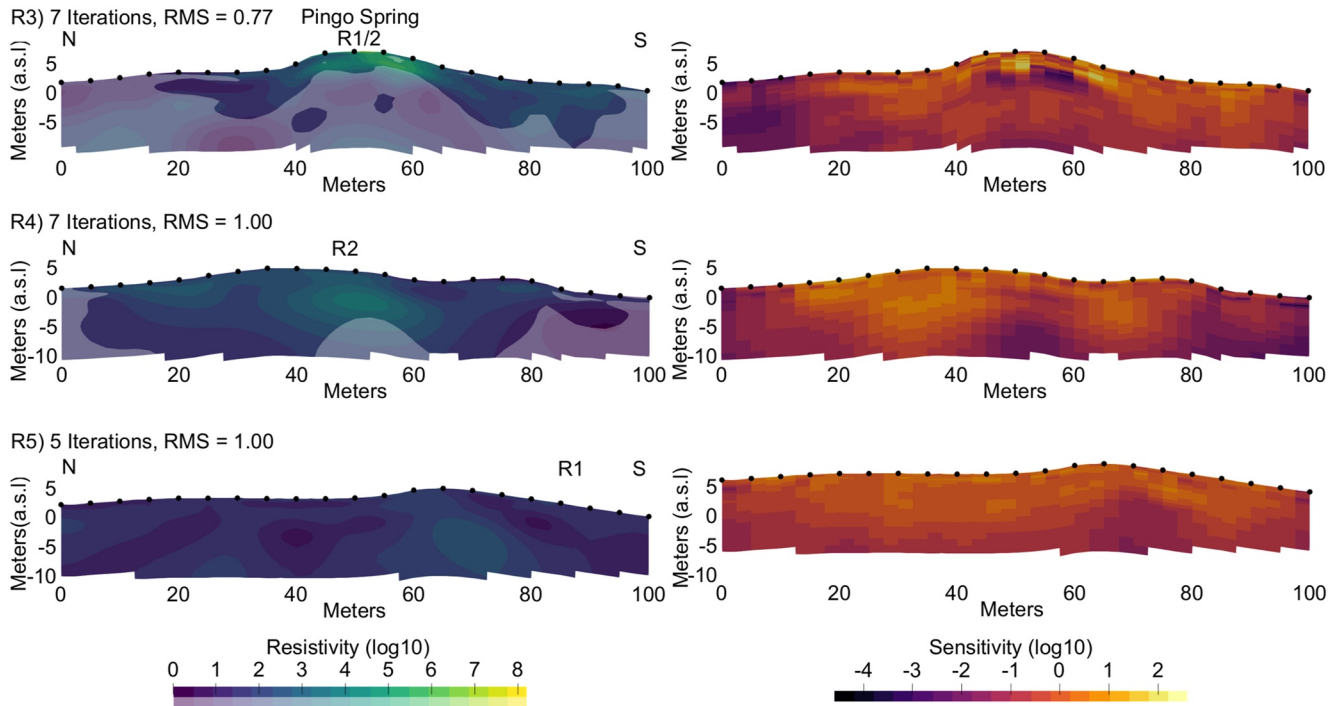 R3) 7 Iterations, RMS = 0.77 Pingo Spring
N R1/2 S
Meters (a.s.l)
5
0
-5
0 20 40 60 80 100
Meters
Meters (a.s.l)
5
0
-5
0 20 40 60 80 100
Meters
R4) 7 Iterations, RMS = 1.00
N R2 S
Meters (a.s.l)
5
0
-5
-10
0 20 40 60 80 100
Meters
Meters (a.s.l)
5
0
-5
-10
0 20 40 60 80 100
Meters
R5) 5 Iterations, RMS = 1.00
N R1 S
Meters(a.s.l)
5
0
-5
-10
0 20 40 60 80 100
Meters
Meters (a.s.l)
5
0
-5
-10
0 20 40 60 80 100
Meters
Resistivity (log10)
0 1 2 3 4 5 6 7 8
Sensitivity (log10)
-4 -3 -2 -1 0 1 2